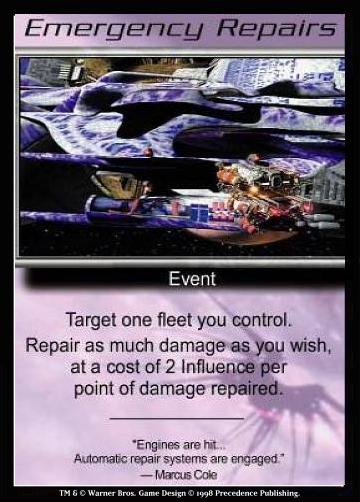 Emergency Repairs
Event
Target one fleet you control.
Repair as much damage as you wish,
at a cost of 2 Influence per
point of damage repaired.
"Engines are hit...
Automatic repair systems are engaged."
— Marcus Cole
TM & © Warner Bros. Game Design © 1998 Precedence Publishing.